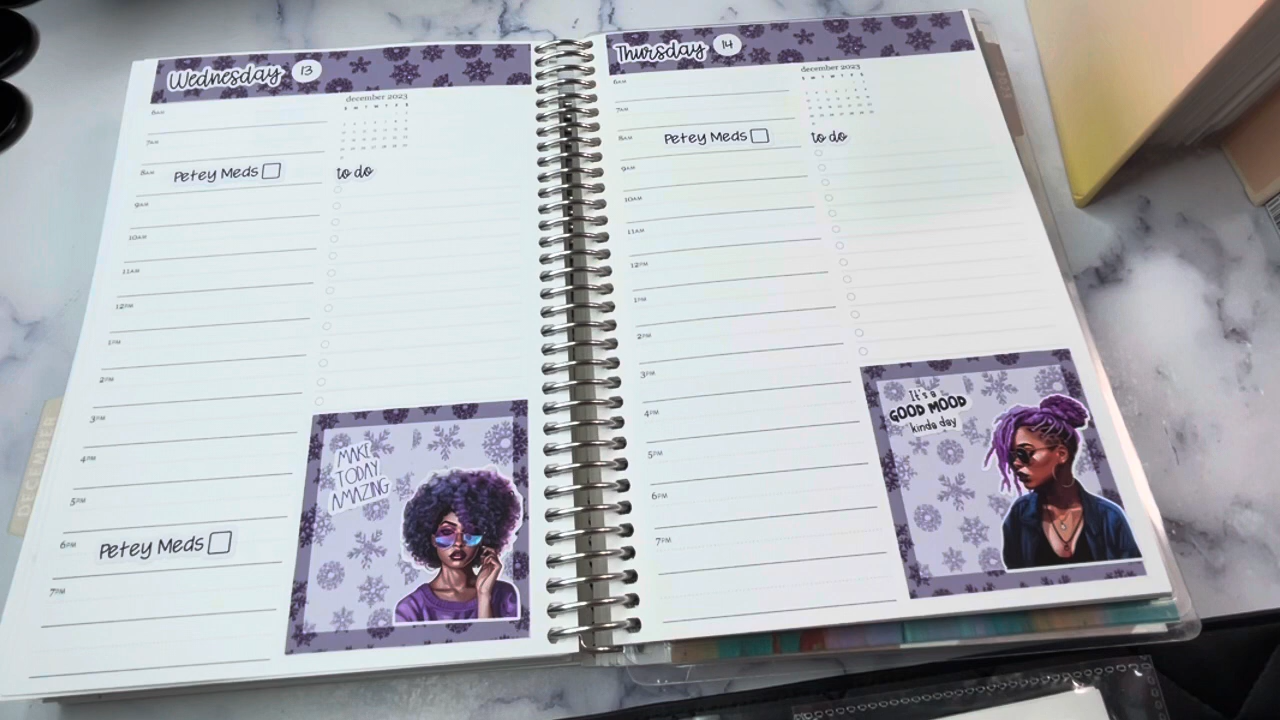 Wednesday 13
december 2023
S M T W T F S
6AM
7AM
8AM Petey Meds
to do
9AM
10AM
11AM
12PM
1PM
2PM
3PM
4PM
5PM
6PM Petey Meds
7PM
MAKE
TODAY
AMAZING
DECEMBER
Thursday 14
december 2023
S M T W T F S
6AM
7AM
8AM Petey Meds
to do
9AM
10AM
11AM
12PM
1PM
2PM
3PM
4PM
5PM
6PM
7PM
It's a
GOOD MOOD
kinda day